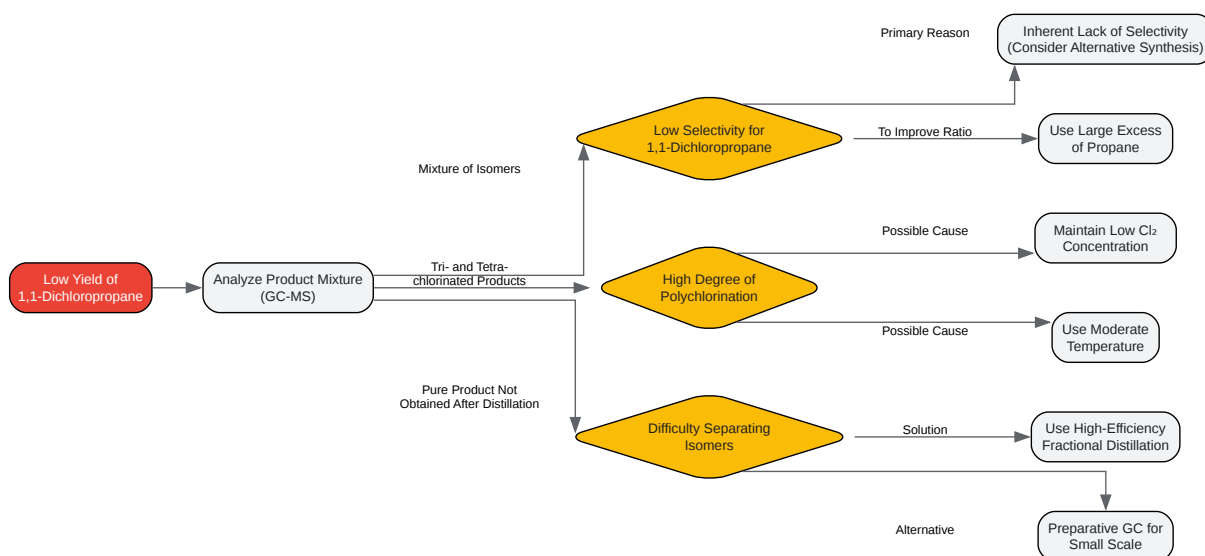 Low Yield of
1,1-Dichloropropane
Analyze Product Mixture
(GC-MS)
Mixture of Isomers
Tri- and Tetra-
chlorinated Products
Pure Product Not
Obtained After Distillation
Low Selectivity for
1,1-Dichloropropane
Primary Reason
Inherent Lack of Selectivity
(Consider Alternative Synthesis)
To Improve Ratio
Use Large Excess
of Propane
High Degree of
Polychlorination
Possible Cause
Maintain Low Cl₂
Concentration
Possible Cause
Use Moderate
Temperature
Difficulty Separating
Isomers
Solution
Use High-Efficiency
Fractional Distillation
Alternative
Preparative GC for
Small Scale